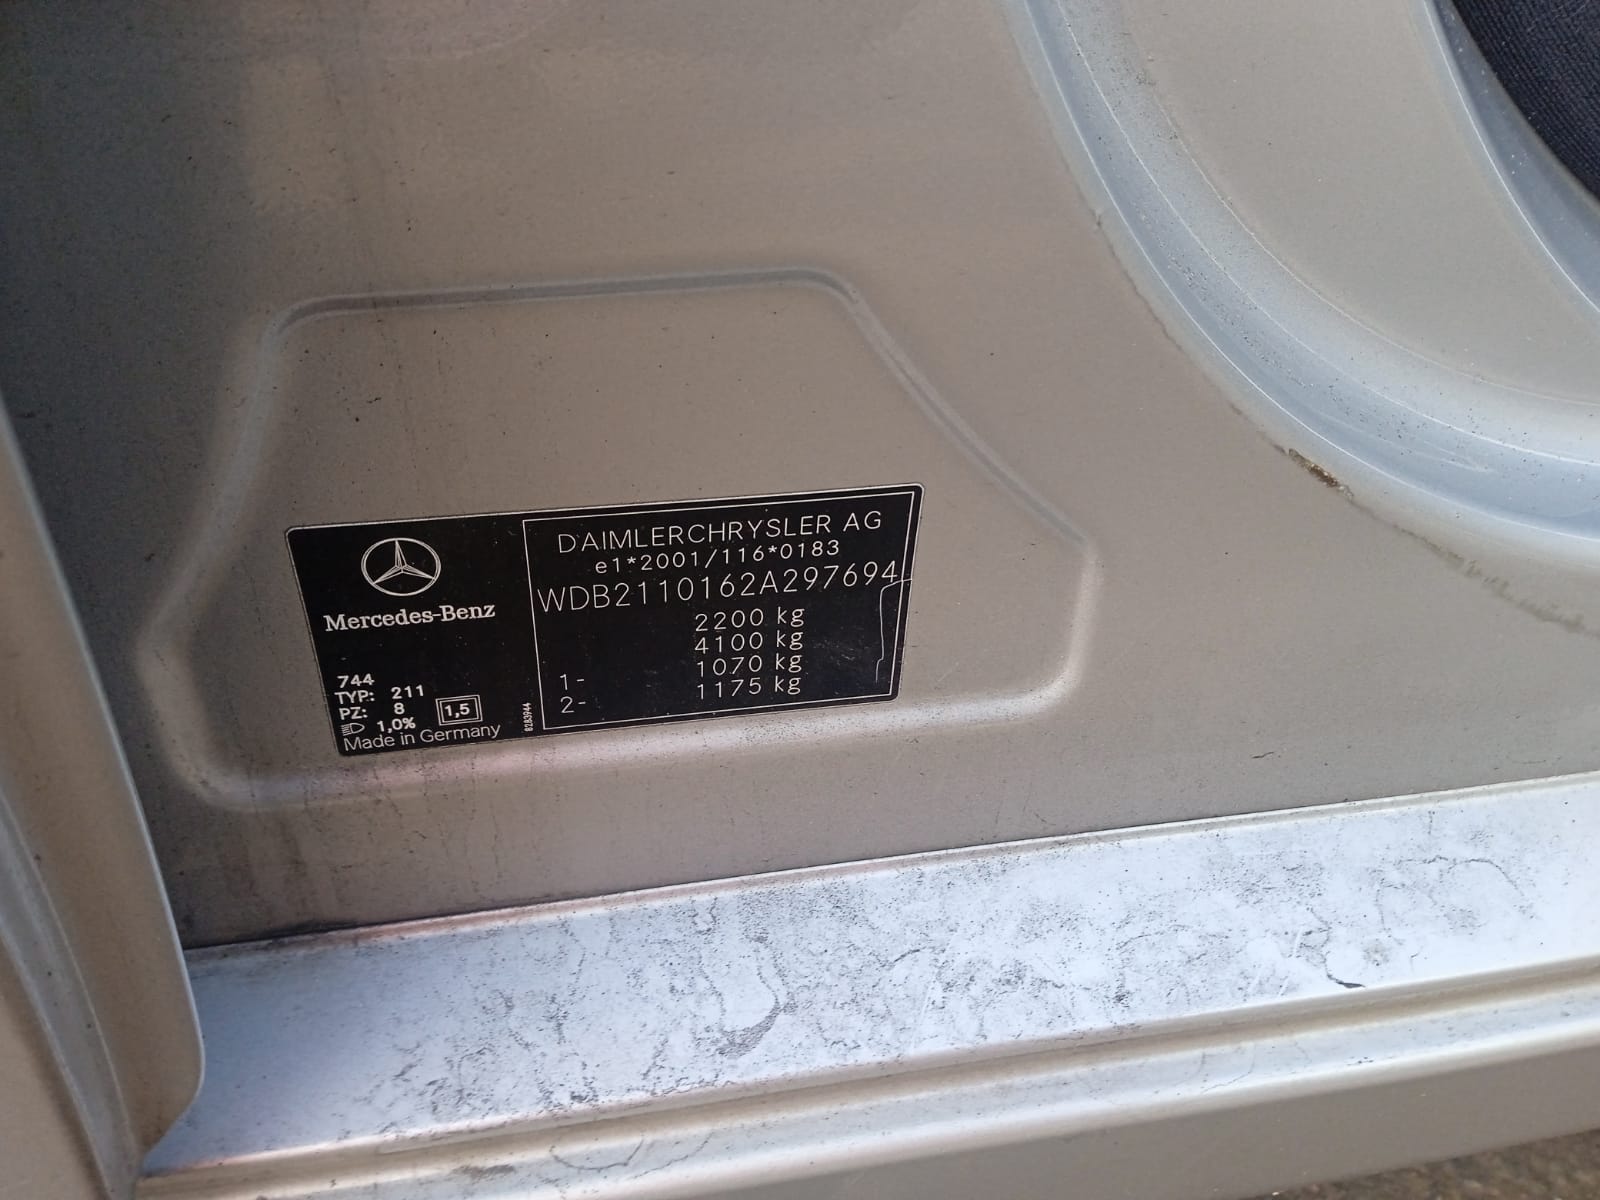 Mercedes-Benz
744
TYP: 211
PZ: 8
1,0%
1,5
Made in Germany
8283944
DAIMLERCHRYSLER AG
e1*2001/116*0183
WDB2110162A297694
2200 kg
4100 kg
1- 1070 kg
2- 1175 kg